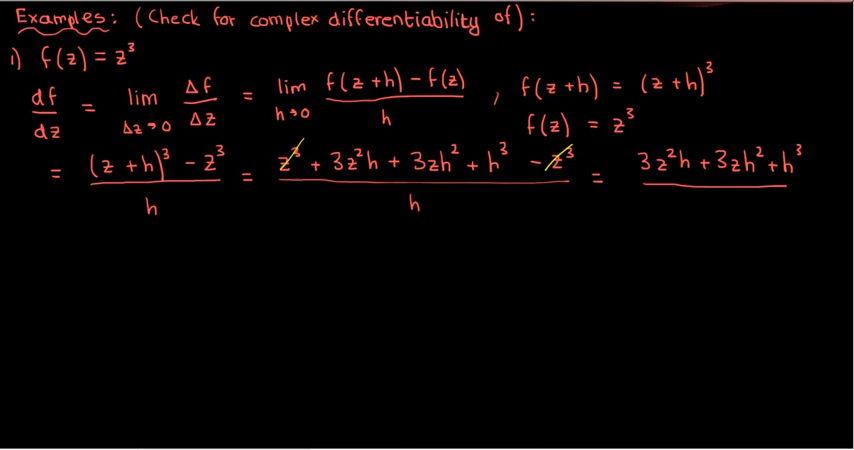 Examples: (Check for complex differentiability of):
1) f(z) = z³
df/dz = lim Δz→0 Δf/Δz = lim h→0 f(z+h) - f(z) / h , f(z+h) = (z+h)³
f(z) = z³
= (z + h)³ - z³ / h = z³ + 3z²h + 3zh² + h³ - z³ / h = 3z²h + 3zh² + h³